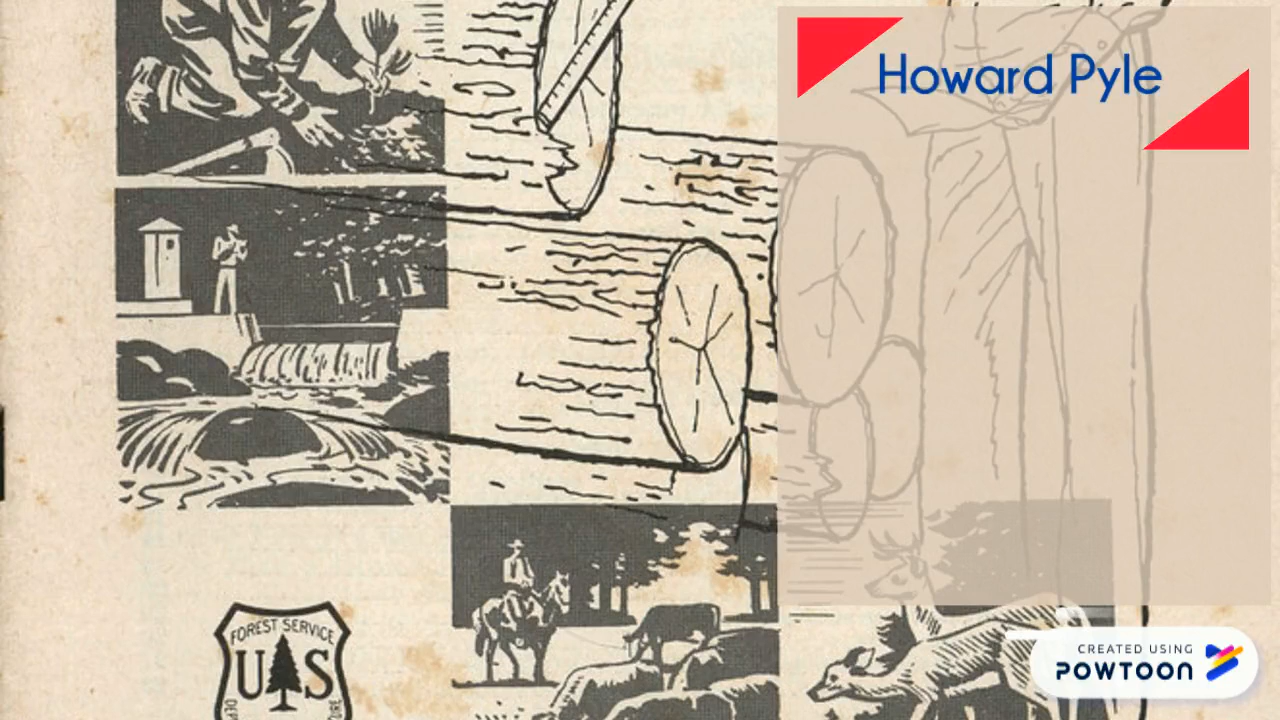 Howard Pyle
FOREST SERVICE
U S
CREATED USING
POWTOON